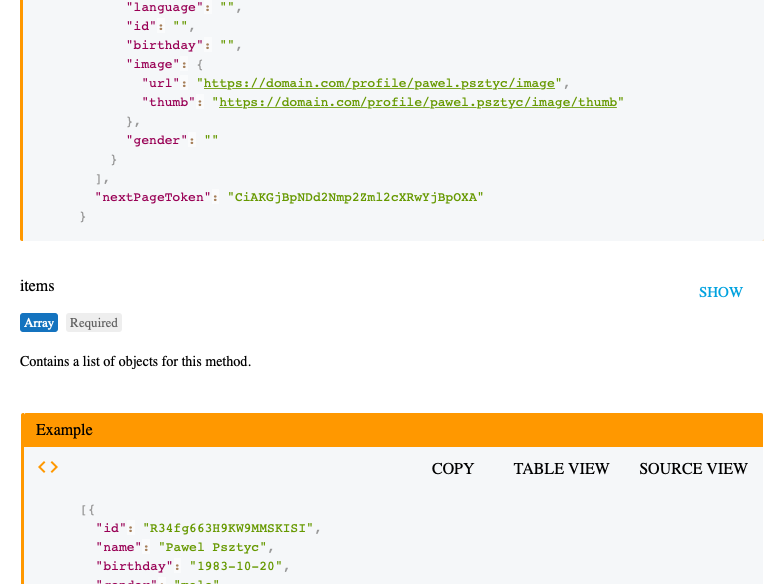 "language": "",
"id": "",
"birthday": "",
"image": {
"url": "https://domain.com/profile/pawel.psztyc/image",
"thumb": "https://domain.com/profile/pawel.psztyc/image/thumb"
},
"gender": ""
}
],
"nextPageToken": "CiAKGjBpNDd2Nmp2Zml2cXRwYjBpOXA"
}
items
SHOW
Array Required
Contains a list of objects for this method.
Example
<> COPY TABLE VIEW SOURCE VIEW
[{
"id": "R34fg663H9KW9MMSKISI",
"name": "Pawel Psztyc",
"birthday": "1983-10-20",
"gender": "male"